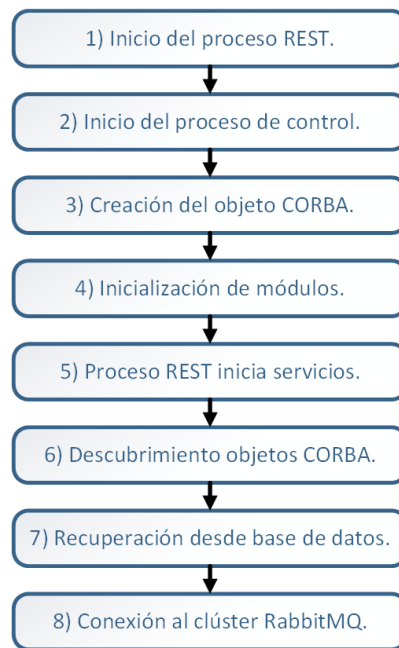 1) Inicio del proceso REST.
2) Inicio del proceso de control.
3) Creación del objeto CORBA.
4) Inicialización de módulos.
5) Proceso REST inicia servicios.
6) Descubrimiento objetos CORBA.
7) Recuperación desde base de datos.
8) Conexión al clúster RabbitMQ.